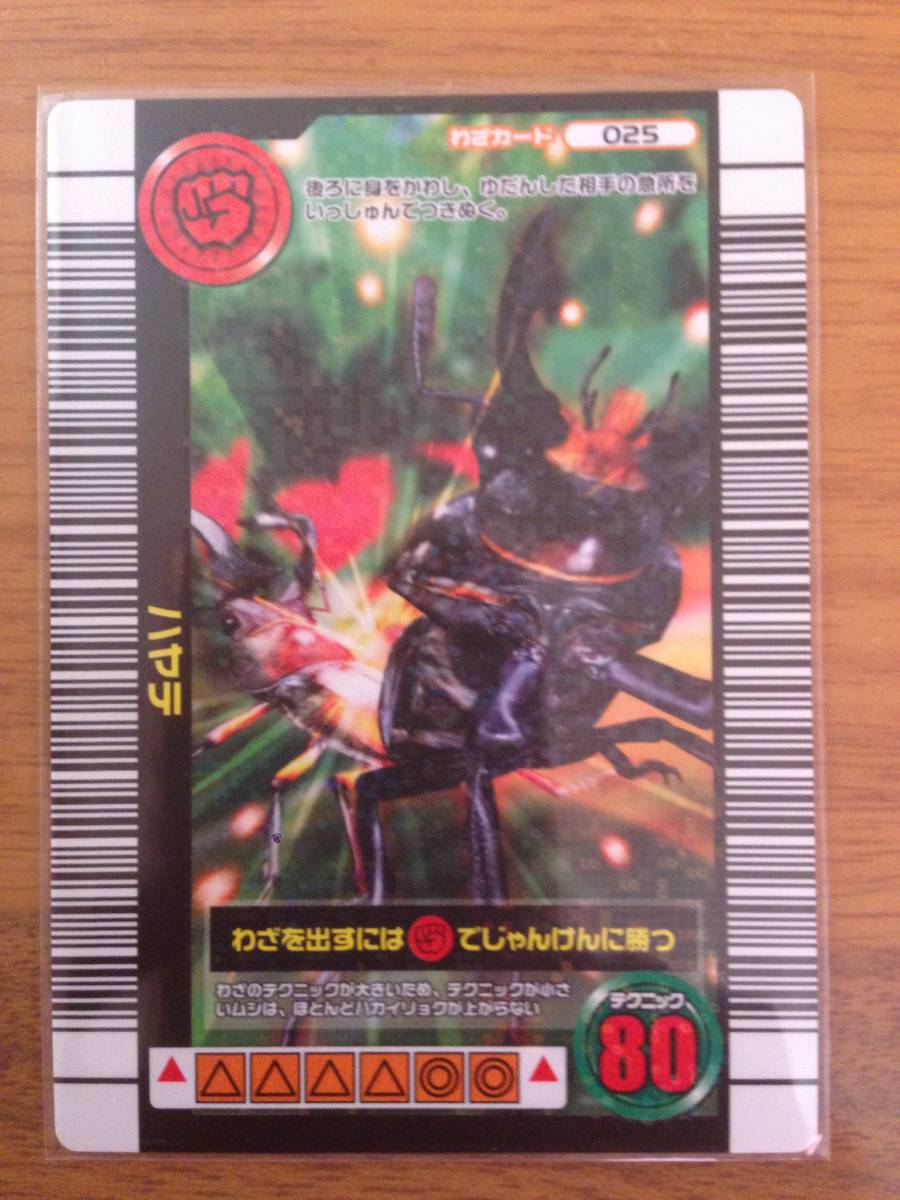 わざカード 025
後ろに身をかわし、ゆだんした相手の急所を
いっしゅんでつきぬく。
ハヤテ
わざを出すには でじゃんけんに勝つ
わざのテクニックが大きいため、テクニックが小さ
いムシは、ほとんどハカイリョクが上がらない
テクニック
80